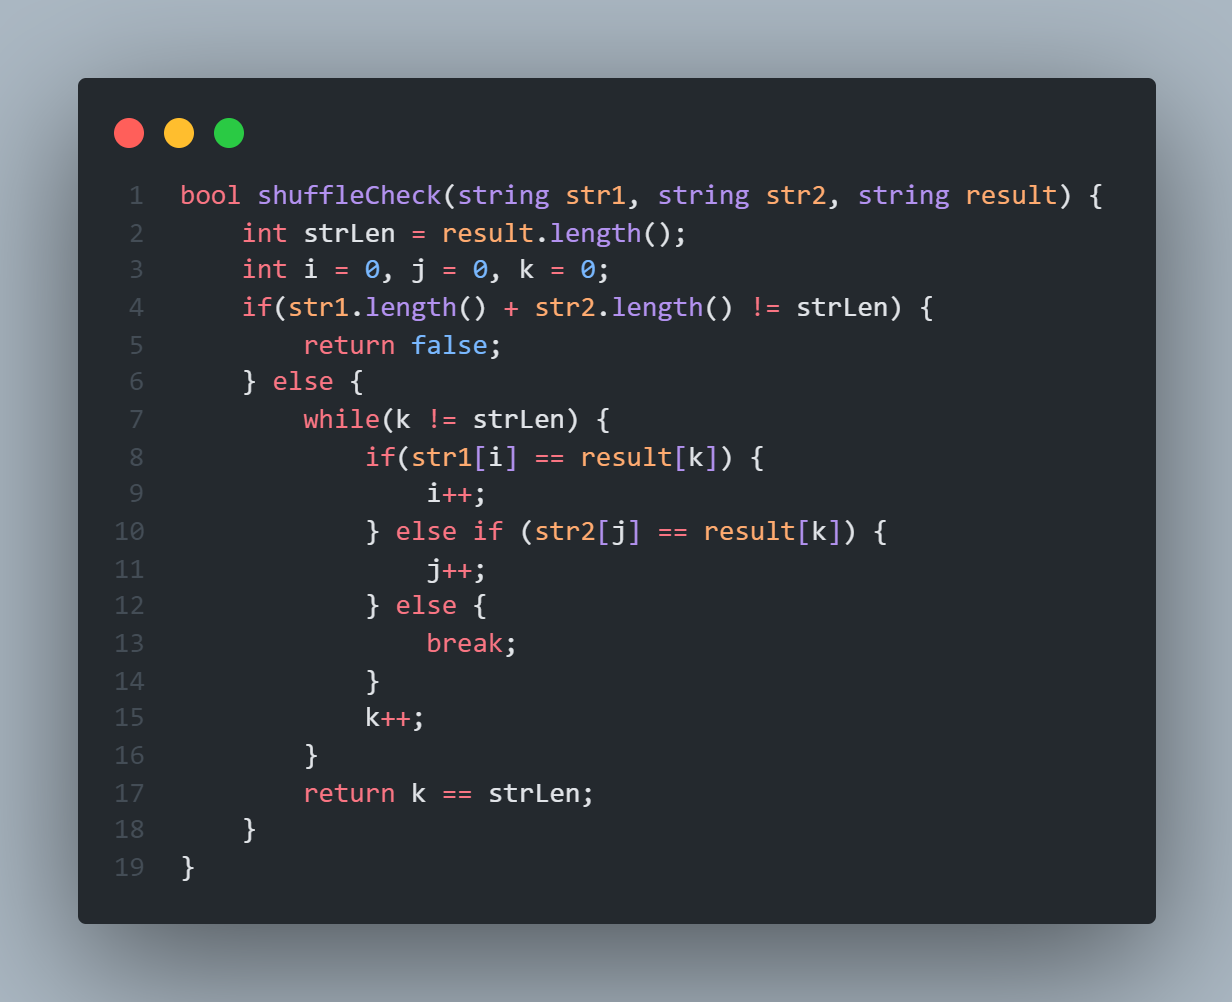 1 bool shuffleCheck(string str1, string str2, string result) {
2     int strLen = result.length();
3     int i = 0, j = 0, k = 0;
4     if(str1.length() + str2.length() != strLen) {
5         return false;
6     } else {
7         while(k != strLen) {
8             if(str1[i] == result[k]) {
9                 i++;
10             } else if (str2[j] == result[k]) {
11                 j++;
12             } else {
13                 break;
14             }
15             k++;
16         }
17         return k == strLen;
18     }
19 }